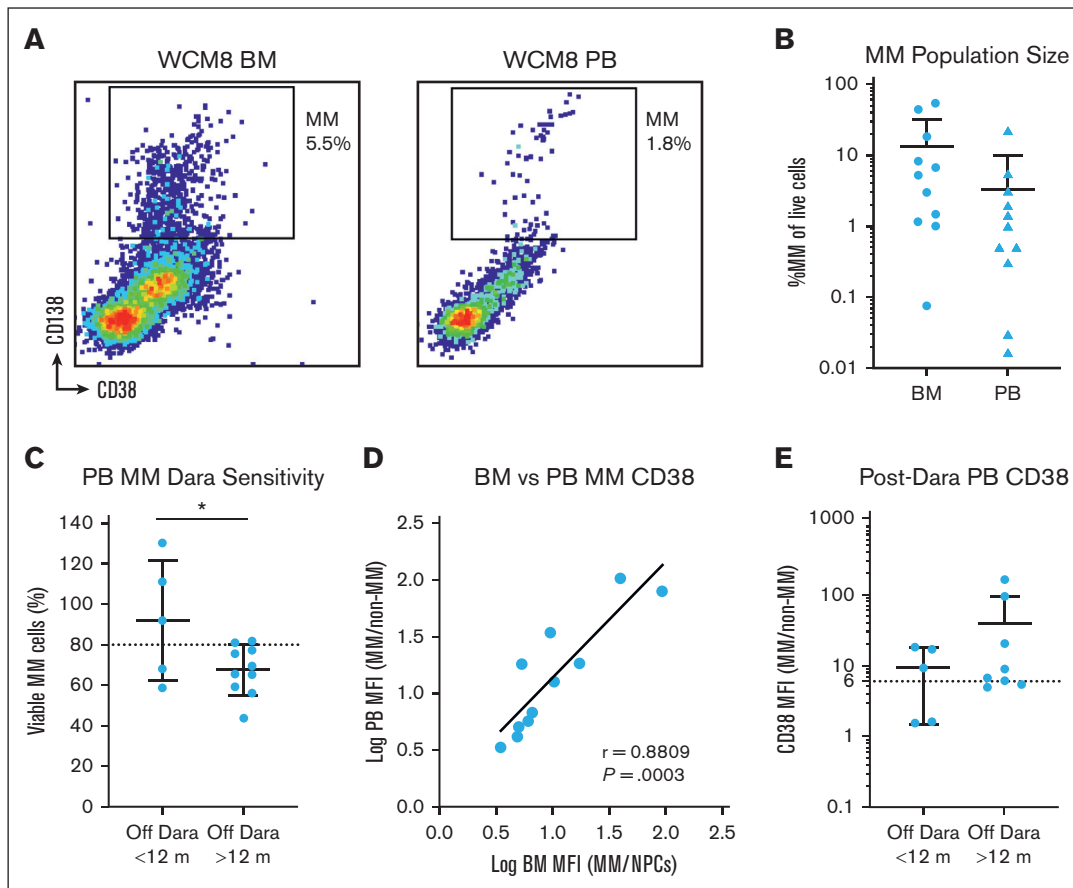 A
WCM8 BM
WCM8 PB
MM
5.5%
MM
1.8%
CD138
CD38
B
MM Population Size
%MM of live cells
100
10
1
0.1
0.01
BM
PB
C
PB MM Dara Sensitivity
*
Viable MM cells (%)
140
120
100
80
60
40
20
0
Off Dara
<12 m
Off Dara
>12 m
D
BM vs PB MM CD38
Log PB MFI (MM/non-MM)
2.5
2.0
1.5
1.0
0.5
0.0
r = 0.8809
P = .0003
0.0
0.5
1.0
1.5
2.0
2.5
Log BM MFI (MM/NPCs)
E
Post-Dara PB CD38
CD38 MFI (MM/non-MM)
1000
100
10
6
1
0.1
Off Dara
<12 m
Off Dara
>12 m